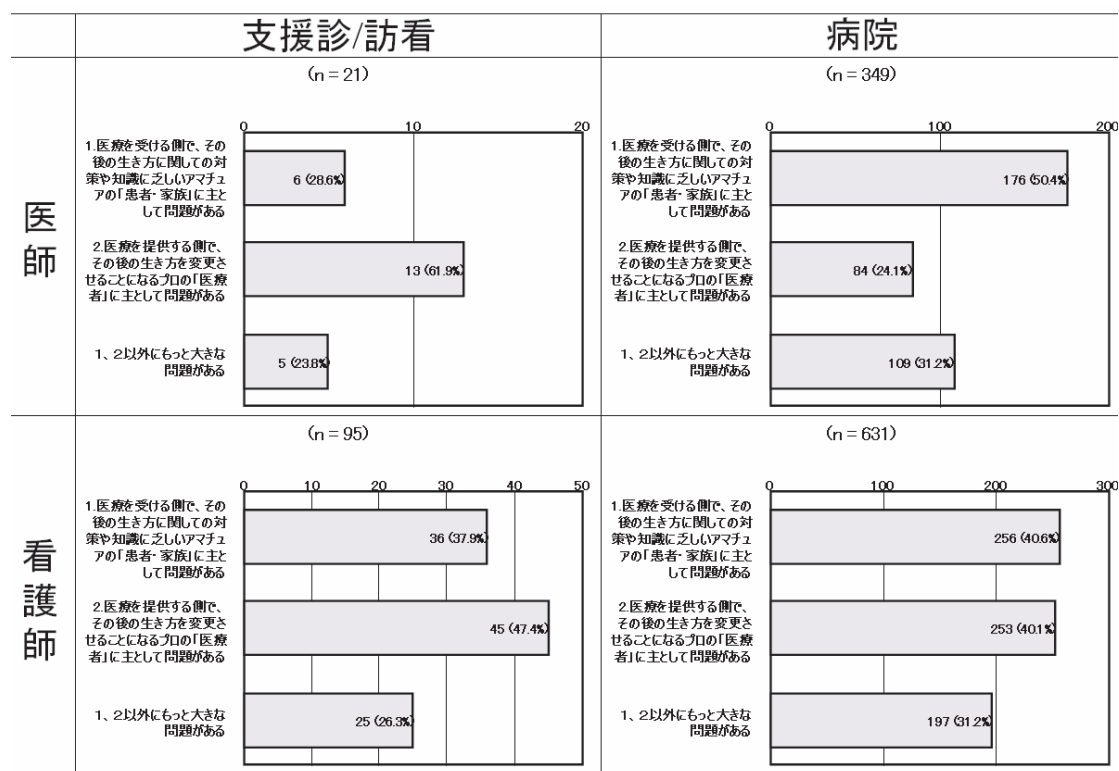 支援診/訪看
病院
医師
(n = 21)
0 10 20
1.医療を受ける側で、その
後の生き方に関しての対
策や知識に乏しいアマチュ
アの「患者・家族」に主と
して問題がある
6 (28.6%)
2.医療を提供する側で、
その後の生き方を変更さ
せることになるプロの「医療
者」に主として問題がある
13 (61.9%)
1、2以外にもっと大きな
問題がある
5 (23.8%)
(n = 349)
0 100 200
1.医療を受ける側で、その
後の生き方に関しての対
策や知識に乏しいアマチュ
アの「患者・家族」に主と
して問題がある
176 (50.4%)
2.医療を提供する側で、
その後の生き方を変更さ
せることになるプロの「医療
者」に主として問題がある
84 (24.1%)
1、2以外にもっと大きな
問題がある
109 (31.2%)
看護師
(n = 95)
0 10 20 30 40 50
1.医療を受ける側で、その
後の生き方に関しての対
策や知識に乏しいアマチュ
アの「患者・家族」に主と
して問題がある
36 (37.9%)
2.医療を提供する側で、
その後の生き方を変更さ
せることになるプロの「医療
者」に主として問題がある
45 (47.4%)
1、2以外にもっと大きな
問題がある
25 (26.3%)
(n = 631)
0 100 200 300
1.医療を受ける側で、その
後の生き方に関しての対
策や知識に乏しいアマチュ
アの「患者・家族」に主と
して問題がある
256 (40.6%)
2.医療を提供する側で、
その後の生き方を変更さ
せることになるプロの「医療
者」に主として問題がある
253 (40.1%)
1、2以外にもっと大きな
問題がある
197 (31.2%)